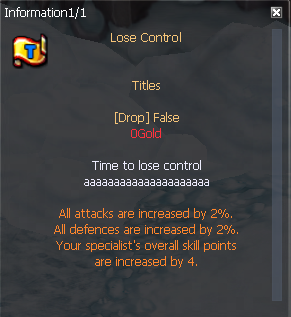 Information1/1
Lose Control
T
Titles
[Drop] False
0Gold
Time to lose control
aaaaaaaaaaaaaaaaaaaaa
All attacks are increased by 2%.
All defences are increased by 2%.
Your specialist's overall skill points
are increased by 4.